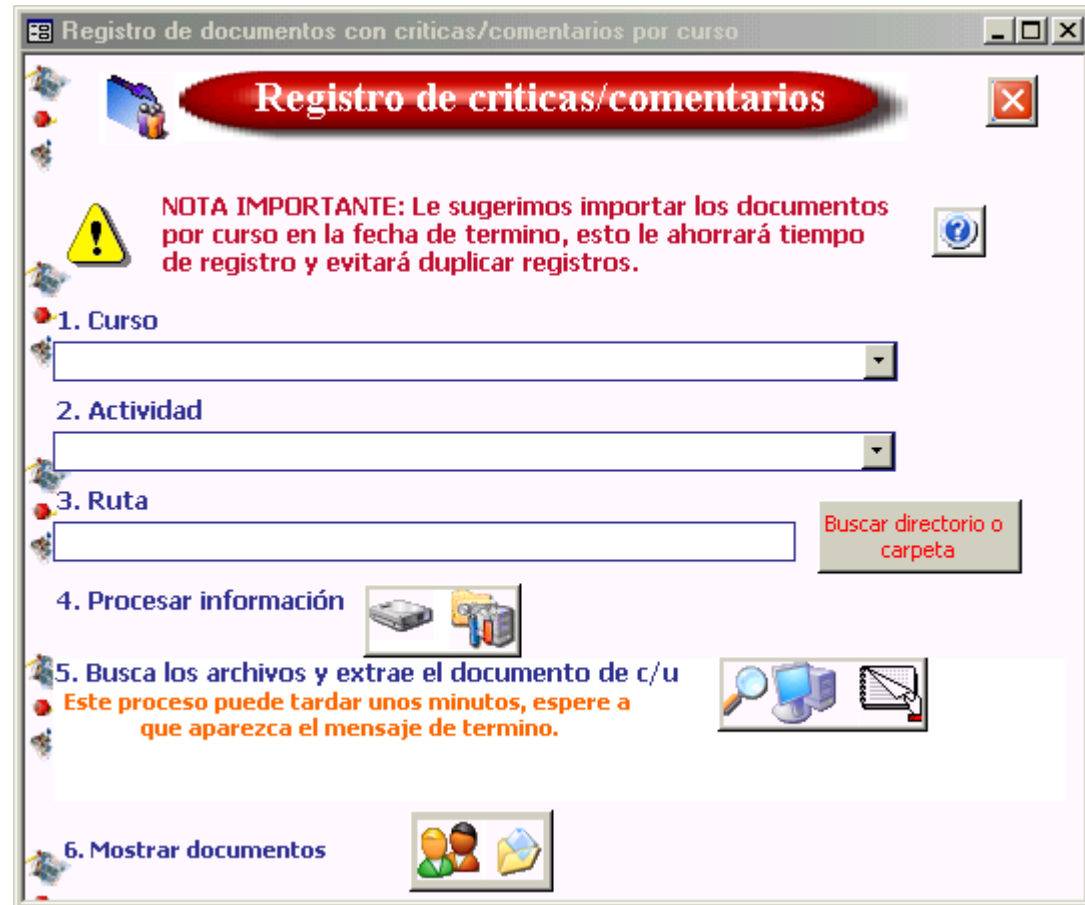 Registro de documentos con criticas/comentarios por curso
Registro de criticas/comentarios
NOTA IMPORTANTE: Le sugerimos importar los documentos
por curso en la fecha de termino, esto le ahorrará tiempo
de registro y evitará duplicar registros.
1. Curso
2. Actividad
3. Ruta
Buscar directorio o
carpeta
4. Procesar información
5. Busca los archivos y extrae el documento de c/u
Este proceso puede tardar unos minutos, espere a
que aparezca el mensaje de termino.
6. Mostrar documentos